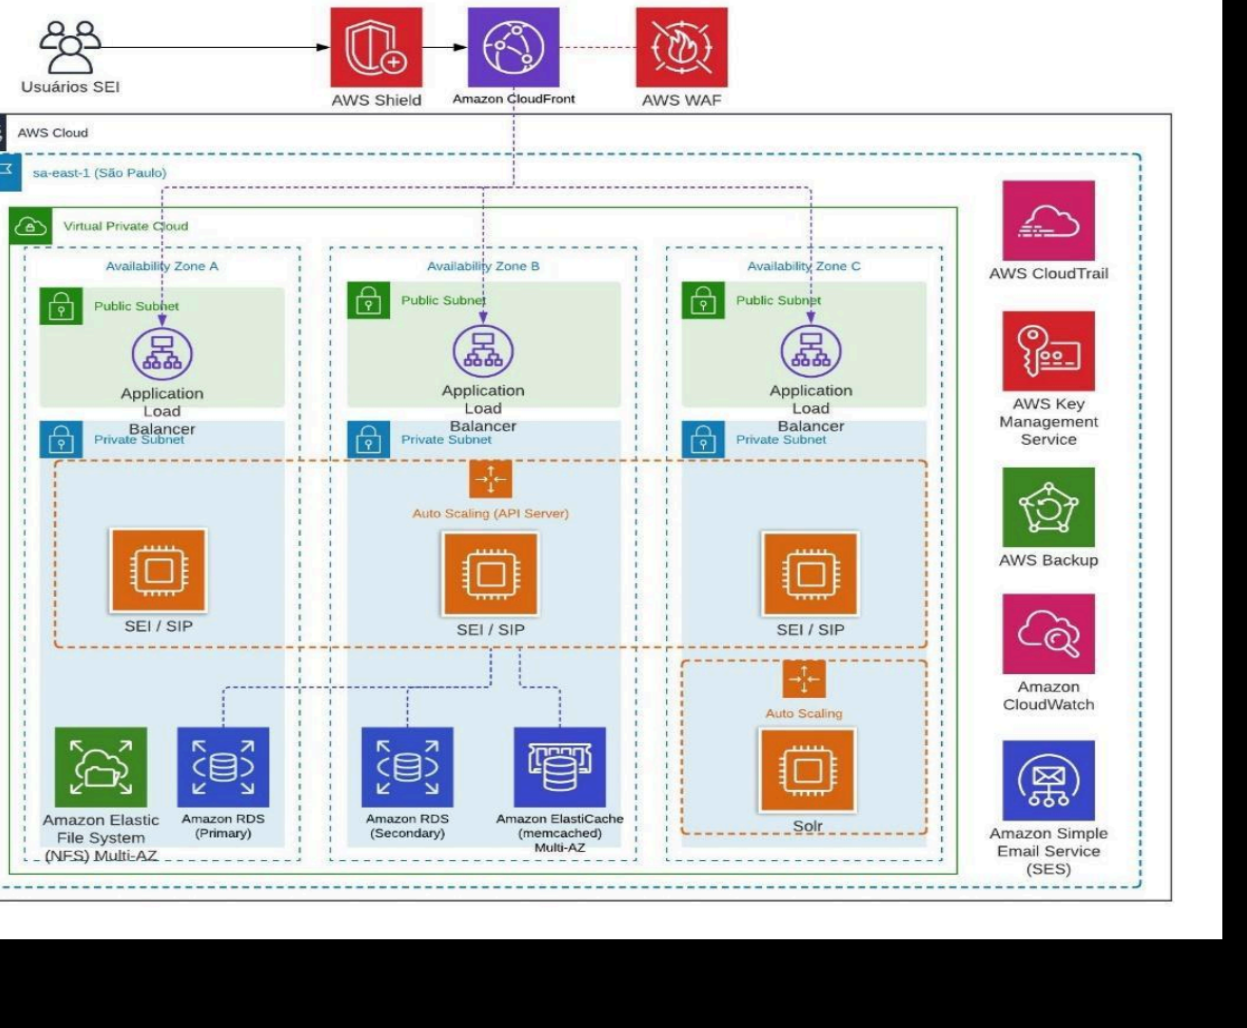 Usuários SEI
AWS Shield
Amazon CloudFront
AWS WAF
AWS Cloud
sa-east-1 (São Paulo)
Virtual Private Cloud
Availability Zone A
Availability Zone B
Availability Zone C
Public Subnet
Public Subnet
Public Subnet
Application
Load
Balancer
Application
Load
Balancer
Application
Load
Balancer
Private Subnet
Private Subnet
Private Subnet
Auto Scaling (API Server)
SEI / SIP
SEI / SIP
SEI / SIP
Auto Scaling
Solr
Amazon Elastic
File System
(NFS) Multi-AZ
Amazon RDS
(Primary)
Amazon RDS
(Secondary)
Amazon ElastiCache
(memcached)
Multi-AZ
AWS CloudTrail
AWS Key
Management
Service
AWS Backup
Amazon
CloudWatch
Amazon Simple
Email Service
(SES)